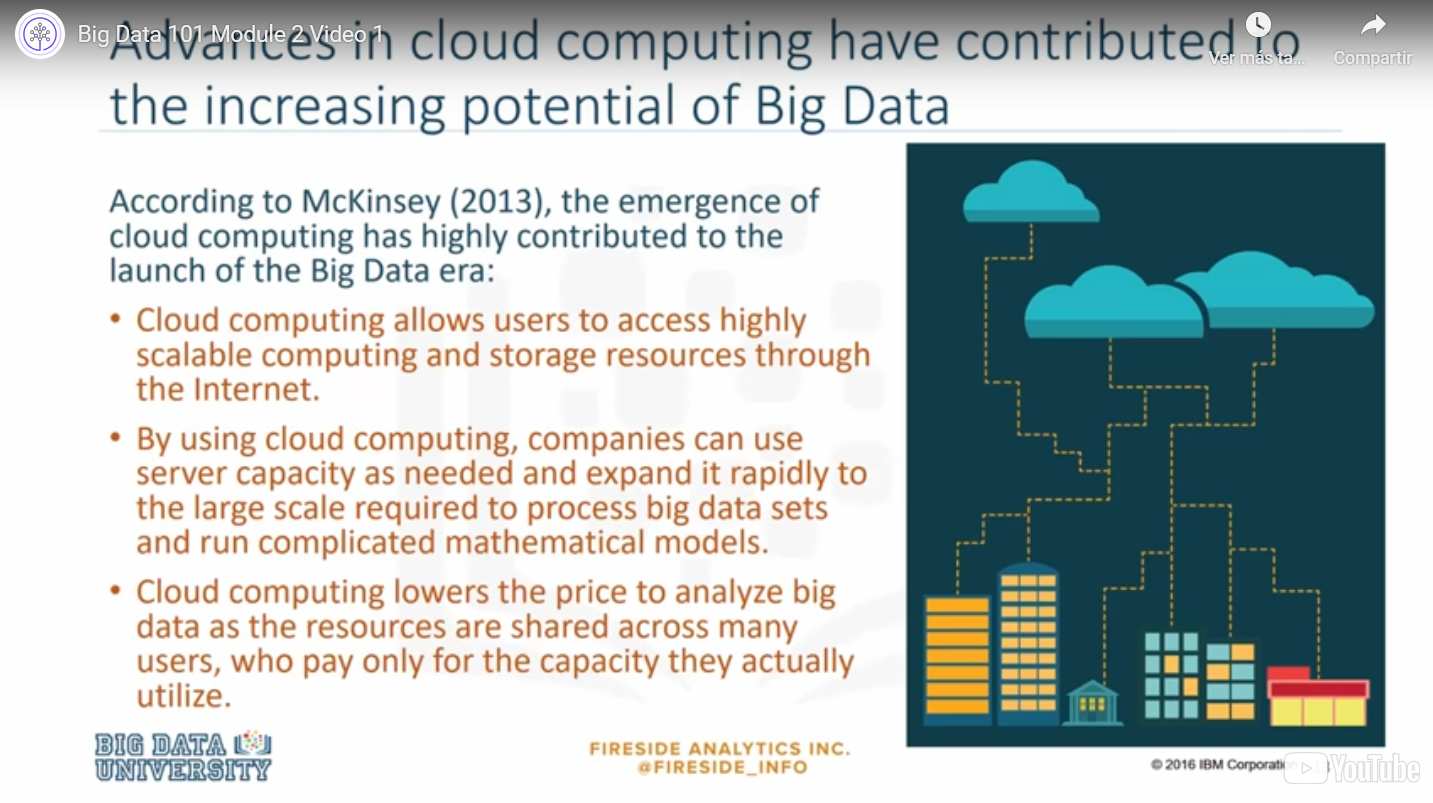 Big Data 101 Module 2 Video 1
Ver más ta...
Compartir
Advances in cloud computing have contributed to
the increasing potential of Big Data
According to McKinsey (2013), the emergence of
cloud computing has highly contributed to the
launch of the Big Data era:
• Cloud computing allows users to access highly
scalable computing and storage resources through
the Internet.
• By using cloud computing, companies can use
server capacity as needed and expand it rapidly to
the large scale required to process big data sets
and run complicated mathematical models.
• Cloud computing lowers the price to analyze big
data as the resources are shared across many
users, who pay only for the capacity they actually
utilize.
BIG DATA
UNIVERSITY
FIRESIDE ANALYTICS INC.
@FIRESIDE_INFO
© 2016 IBM Corporation
YouTube